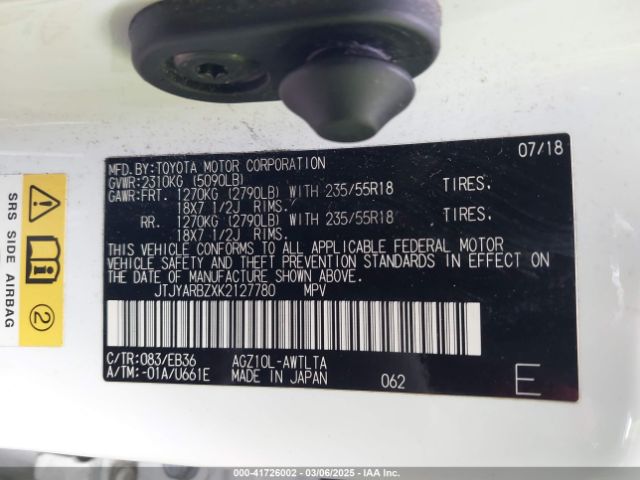 07/18
MFD.BY:TOYOTA MOTOR CORPORATION
GVWR:2310KG (5090LB)
GAWR:FRT. 1270KG (2790LB) WITH 235/55R18 TIRES.
18X7 1/2J RIMS.
RR. 1270KG (2790LB) WITH 235/55R18 TIRES.
18X7 1/2J RIMS.
THIS VEHICLE CONFORMS TO ALL APPLICABLE FEDERAL MOTOR
VEHICLE SAFETY AND THEFT PREVENTION STANDARDS IN EFFECT
ON THE DATE OF MANUFACTURE SHOWN ABOVE.
JTJYARBZXK2127780 MPV
C/TR:083/EB36 AGZ10L-AWTLTA
A/TM:-01A/U661E MADE IN JAPAN 062 E
SRS SIDE AIRBAG
2
000-41726002 | 03/06/2025 | IAA Inc.